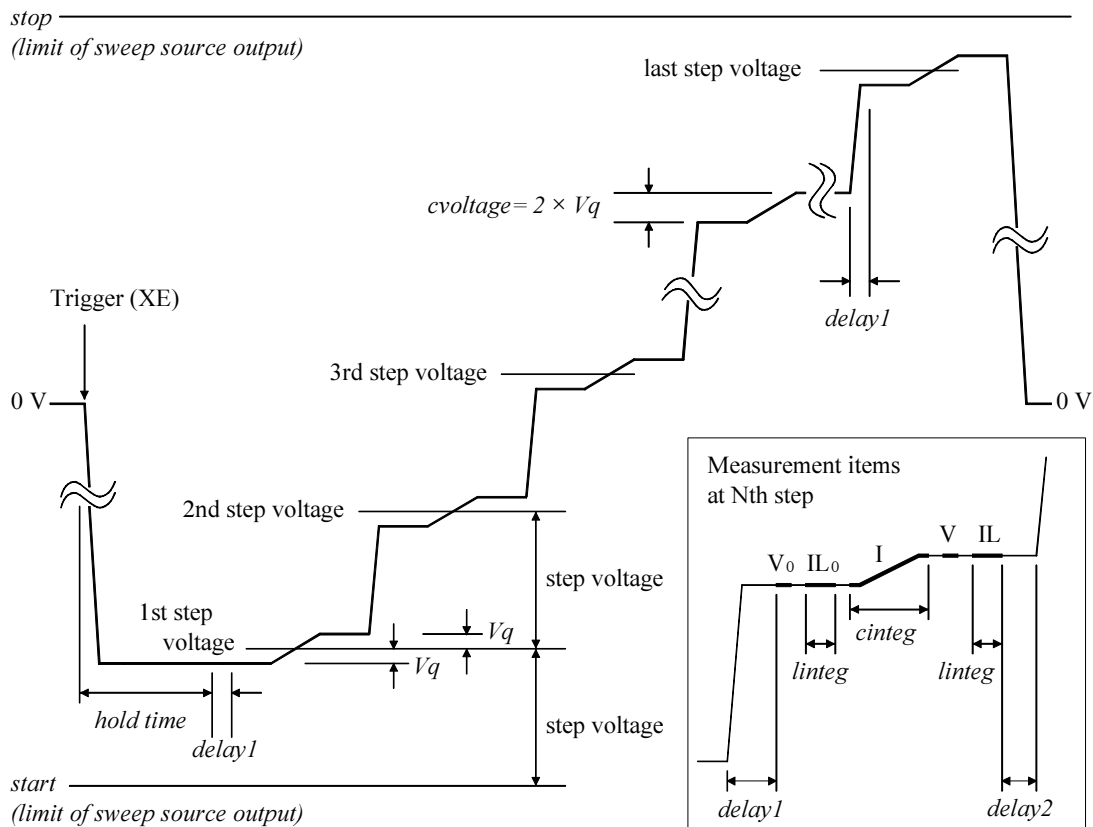 stop
(limit of sweep source output)
last step voltage
cvoltage= 2 × Vq
delay1
Trigger (XE)
3rd step voltage
0 V
0 V
Measurement items
at Nth step
2nd step voltage
V0 IL0 I V IL
step voltage
1st step
voltage
Vq
Vq
cinteg
linteg
linteg
hold time
step voltage
delay1
start
(limit of sweep source output)
delay1
delay2